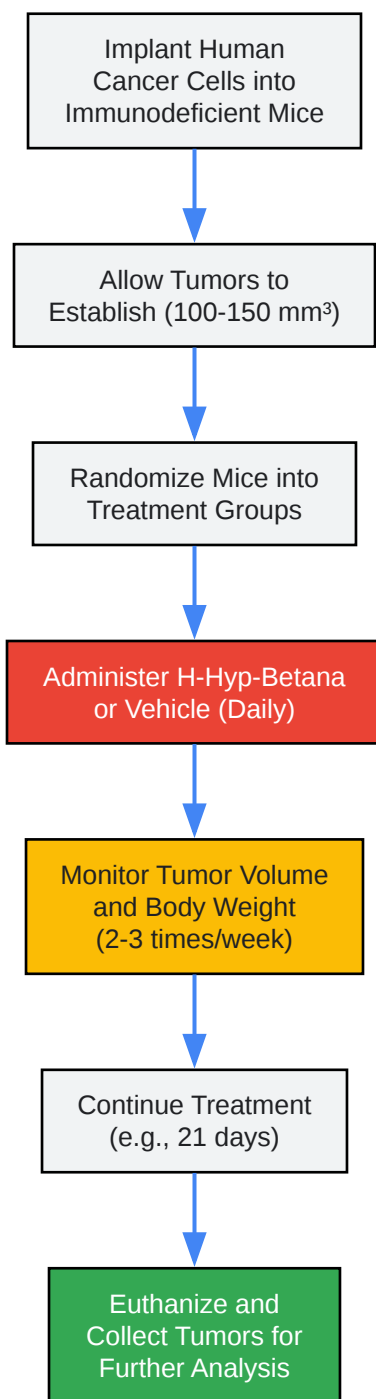 Implant Human
Cancer Cells into
Immunodeficient Mice
Allow Tumors to
Establish (100-150 mm³)
Randomize Mice into
Treatment Groups
Administer H-Hyp-Betana
or Vehicle (Daily)
Monitor Tumor Volume
and Body Weight
(2-3 times/week)
Continue Treatment
(e.g., 21 days)
Euthanize and
Collect Tumors for
Further Analysis